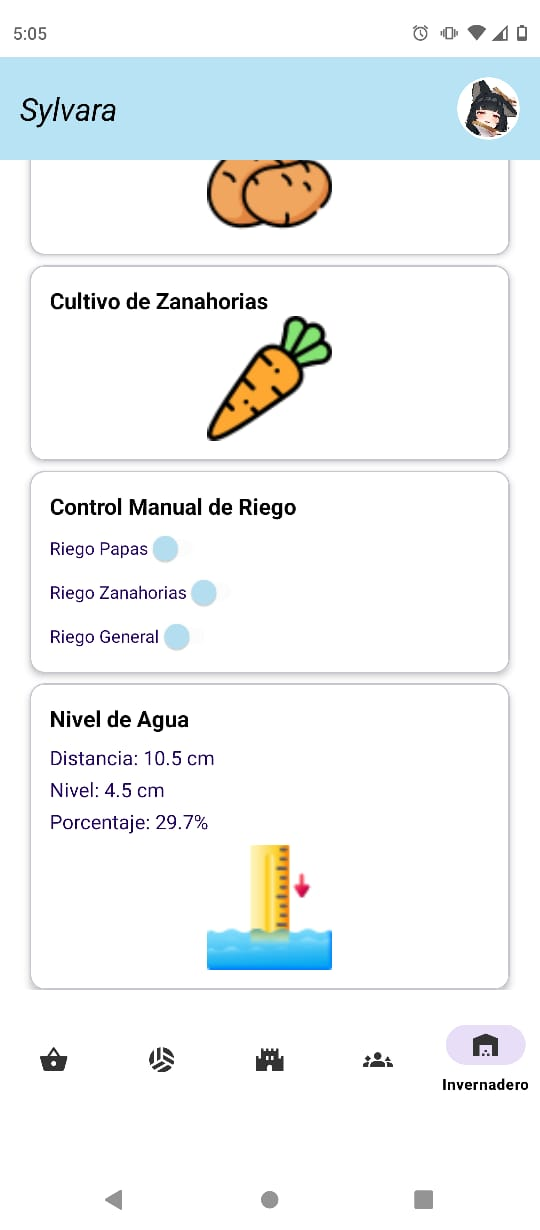 5:05
Sylvara
Cultivo de Zanahorias
Control Manual de Riego
Riego Papas
Riego Zanahorias
Riego General
Nivel de Agua
Distancia: 10.5 cm
Nivel: 4.5 cm
Porcentaje: 29.7%
Invernadero